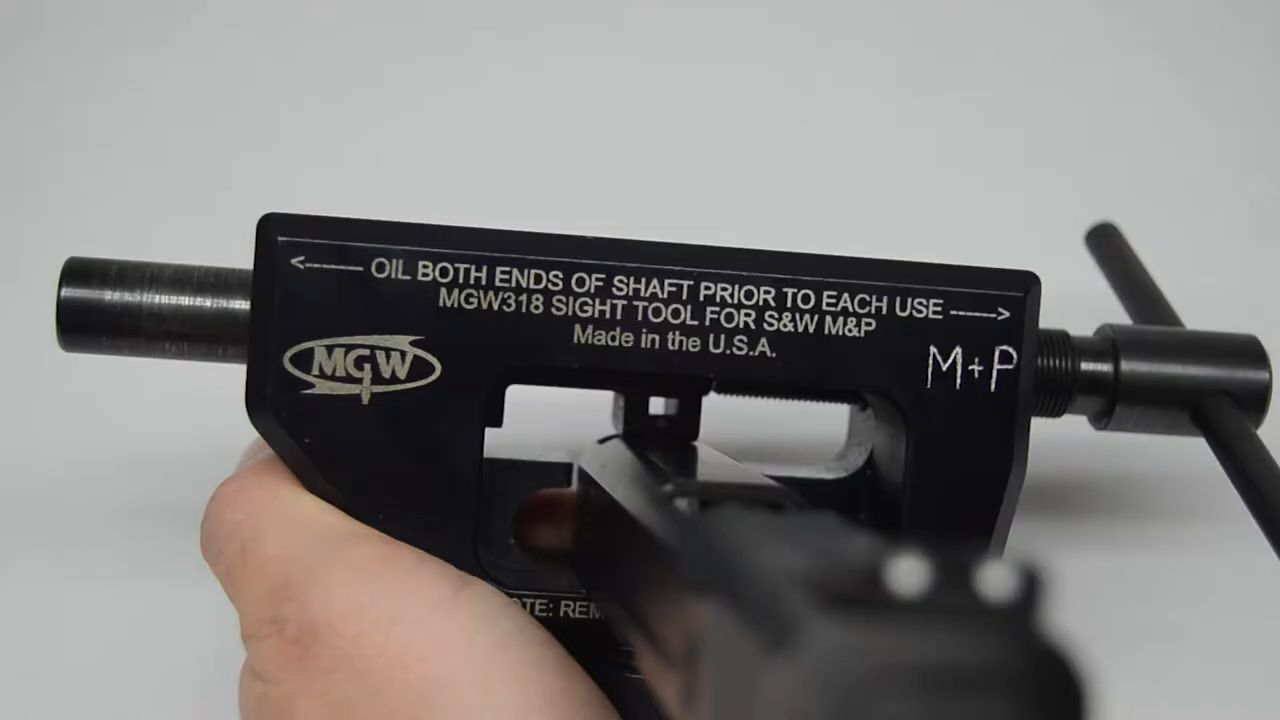 <------ OIL BOTH ENDS OF SHAFT PRIOR TO EACH USE ------>
MGW318 SIGHT TOOL FOR S&W M&P
Made in the U.S.A.
MGW
M+P